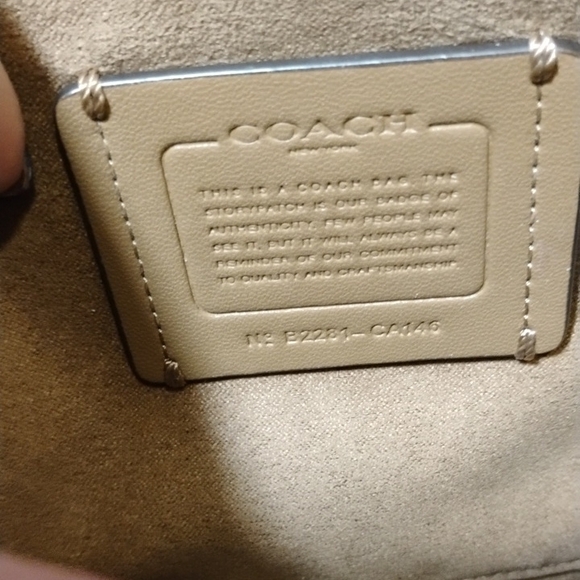 COACH
NEW YORK
THIS IS A COACH BAG. THE
STORYPATCH IS OUR BADGE OF
AUTHENTICITY. FEW PEOPLE MAY
SEE IT, BUT IT WILL ALWAYS BE A
REMINDER OF OUR COMMITMENT
TO QUALITY AND CRAFTSMANSHIP.
Nº B2281-CA146